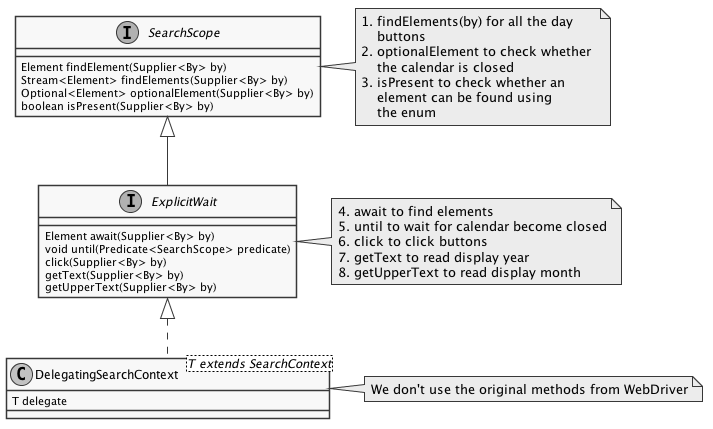 I SearchScope
Element findElement(Supplier<By> by)
Stream<Element> findElements(Supplier<By> by)
Optional<Element> optionalElement(Supplier<By> by)
boolean isPresent(Supplier<By> by)
1. findElements(by) for all the day
buttons
2. optionalElement to check whether
the calendar is closed
3. isPresent to check whether an
element can be found using
the enum
I ExplicitWait
Element await(Supplier<By> by)
void until(Predicate<SearchScope> predicate)
click(Supplier<By> by)
getText(Supplier<By> by)
getUpperText(Supplier<By> by)
4. await to find elements
5. until to wait for calendar become closed
6. click to click buttons
7. getText to read display year
8. getUpperText to read display month
T extends SearchContext
C DelegatingSearchContext
T delegate
We don't use the original methods from WebDriver